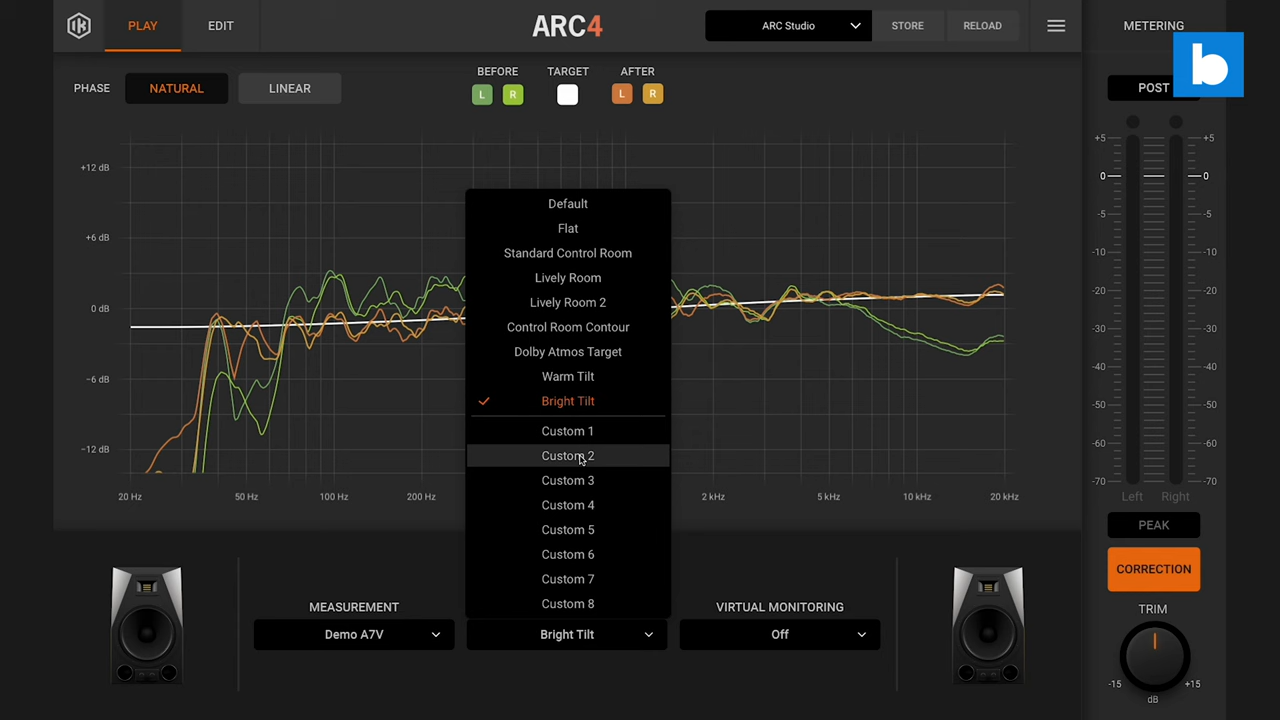 PLAY
EDIT
ARC4
ARC Studio
STORE
RELOAD
METERING
b
PHASE
NATURAL
LINEAR
BEFORE
L R
TARGET
AFTER
L R
POST
+12 dB
+6 dB
0 dB
-6 dB
-12 dB
20 Hz
50 Hz
100 Hz
200 Hz
2 kHz
5 kHz
10 kHz
20 kHz
Default
Flat
Standard Control Room
Lively Room
Lively Room 2
Control Room Contour
Dolby Atmos Target
Warm Tilt
Bright Tilt
Custom 1
Custom 2
Custom 3
Custom 4
Custom 5
Custom 6
Custom 7
Custom 8
+5 +5
0 0
-5 -5
-10 -10
-20 -20
-30 -30
-40 -40
-50 -50
-60 -60
-70 -70
Left Right
PEAK
CORRECTION
TRIM
-15 +15
dB
MEASUREMENT
Demo A7V
Bright Tilt
VIRTUAL MONITORING
Off